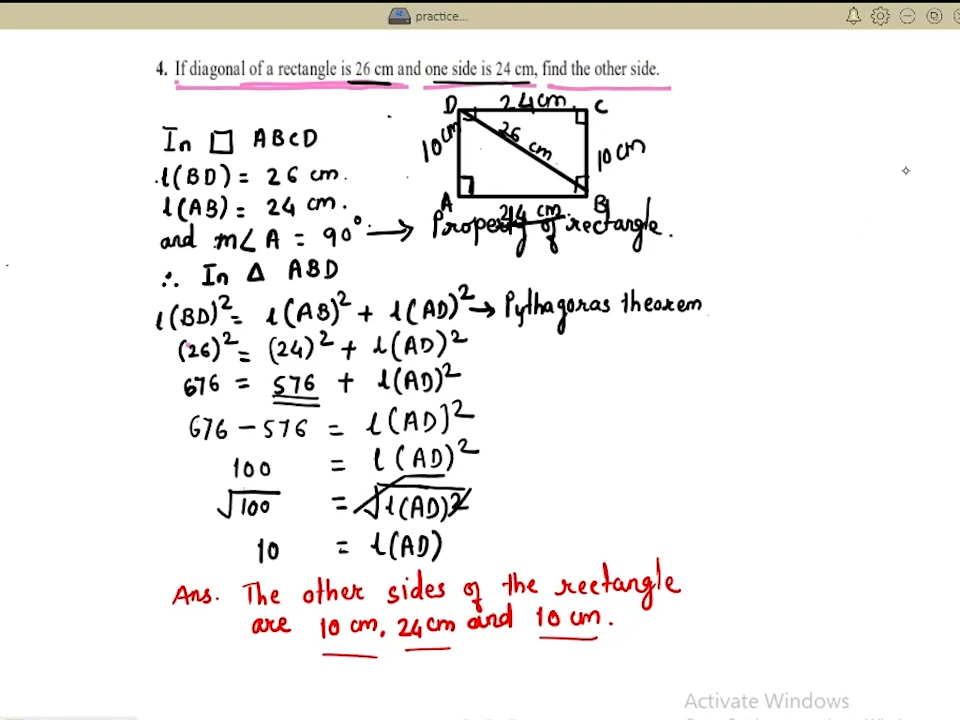 practice...
4. If diagonal of a rectangle is 26 cm and one side is 24 cm, find the other side.
D 24 cm C
10 cm 26 cm 10 cm
A 24 cm B
In □ ABCD
l(BD) = 26 cm.
l(AB) = 24 cm.
and m∠A = 90° → Property of rectangle.
∴ In Δ ABD
l(BD)² = l(AB)² + l(AD)² → Pythagoras theorem
(26)² = (24)² + l(AD)²
676 = 576 + l(AD)²
676 - 576 = l(AD)²
100 = l(AD)²
√100 = √l(AD)²
10 = l(AD)
Ans. The other sides of the rectangle
are 10 cm, 24 cm and 10 cm.
Activate Windows